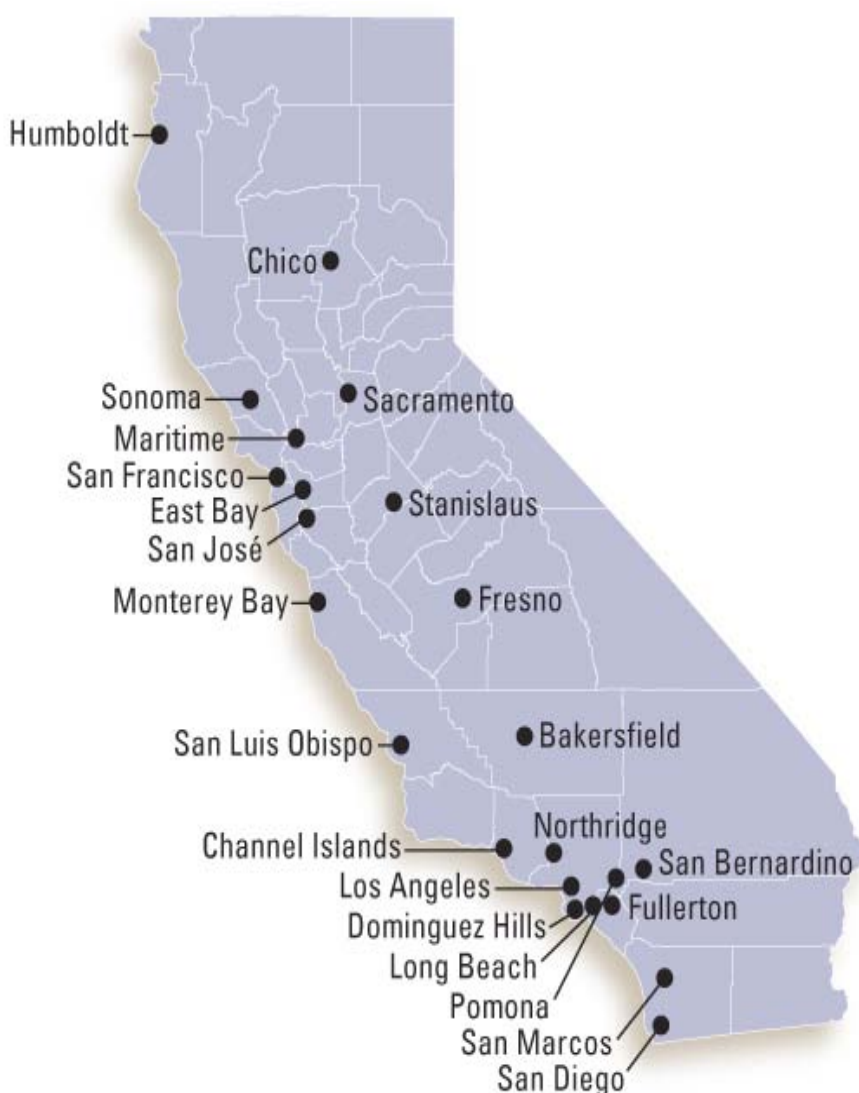 Humboldt
Chico
Sonoma
Sacramento
Maritime
San Francisco
East Bay
Stanislaus
San José
Monterey Bay
Fresno
San Luis Obispo
Bakersfield
Northridge
Channel Islands
San Bernardino
Los Angeles
Fullerton
Dominguez Hills
Long Beach
Pomona
San Marcos
San Diego